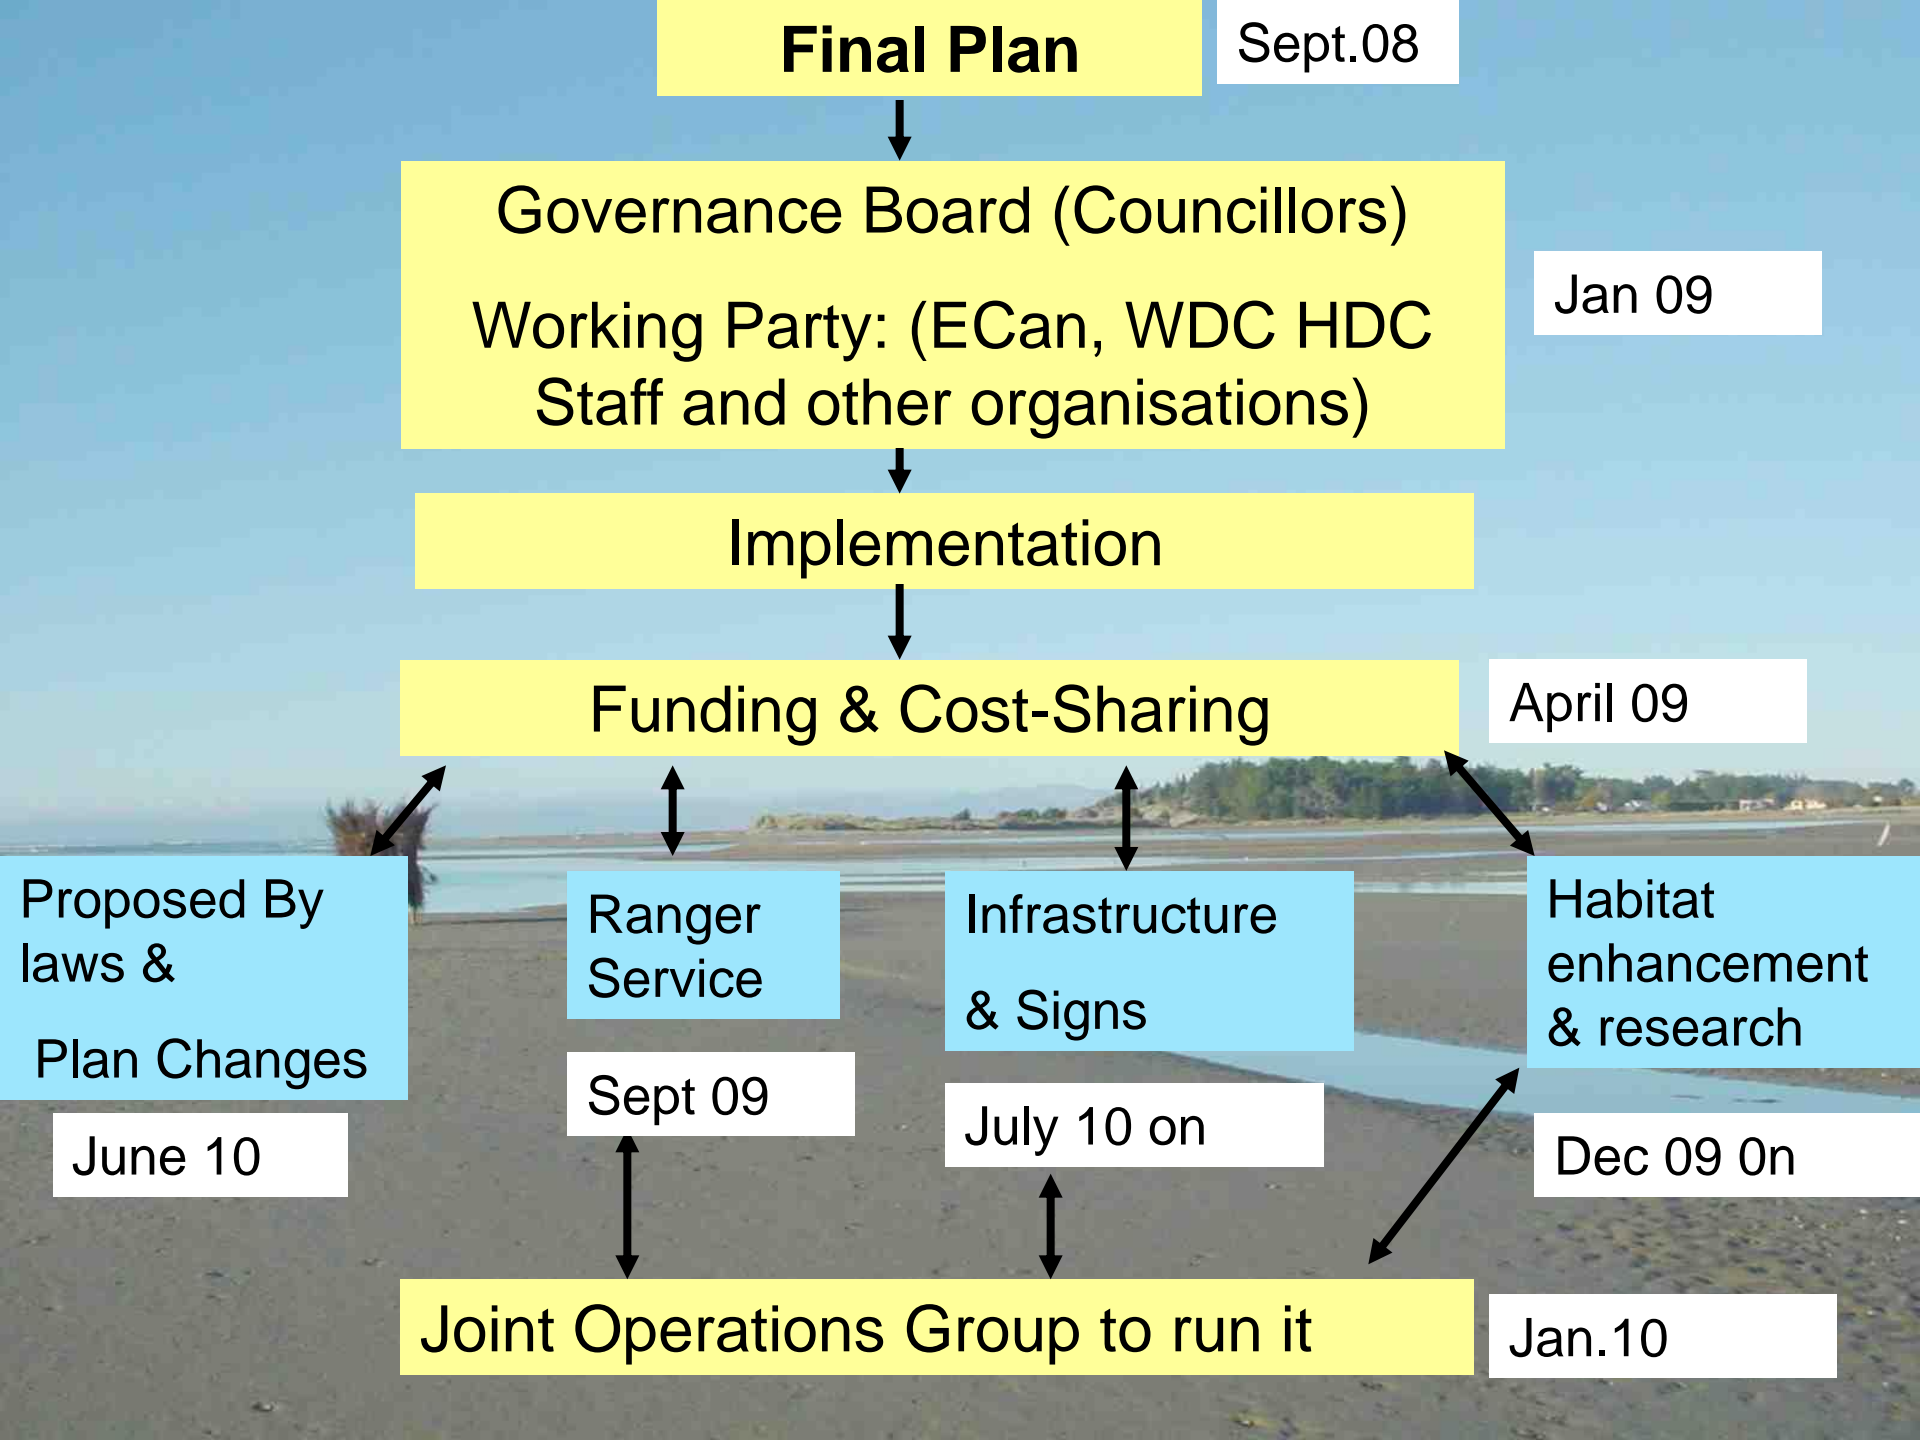 Final Plan
Sept.08
Governance Board (Councillors)
Working Party: (ECan, WDC HDC
Staff and other organisations)
Jan 09
Implementation
Funding & Cost-Sharing
April 09
Proposed By
laws &
Plan Changes
June 10
Ranger
Service
Sept 09
Infrastructure
& Signs
July 10 on
Habitat
enhancement
& research
Dec 09 0n
Joint Operations Group to run it
Jan.10